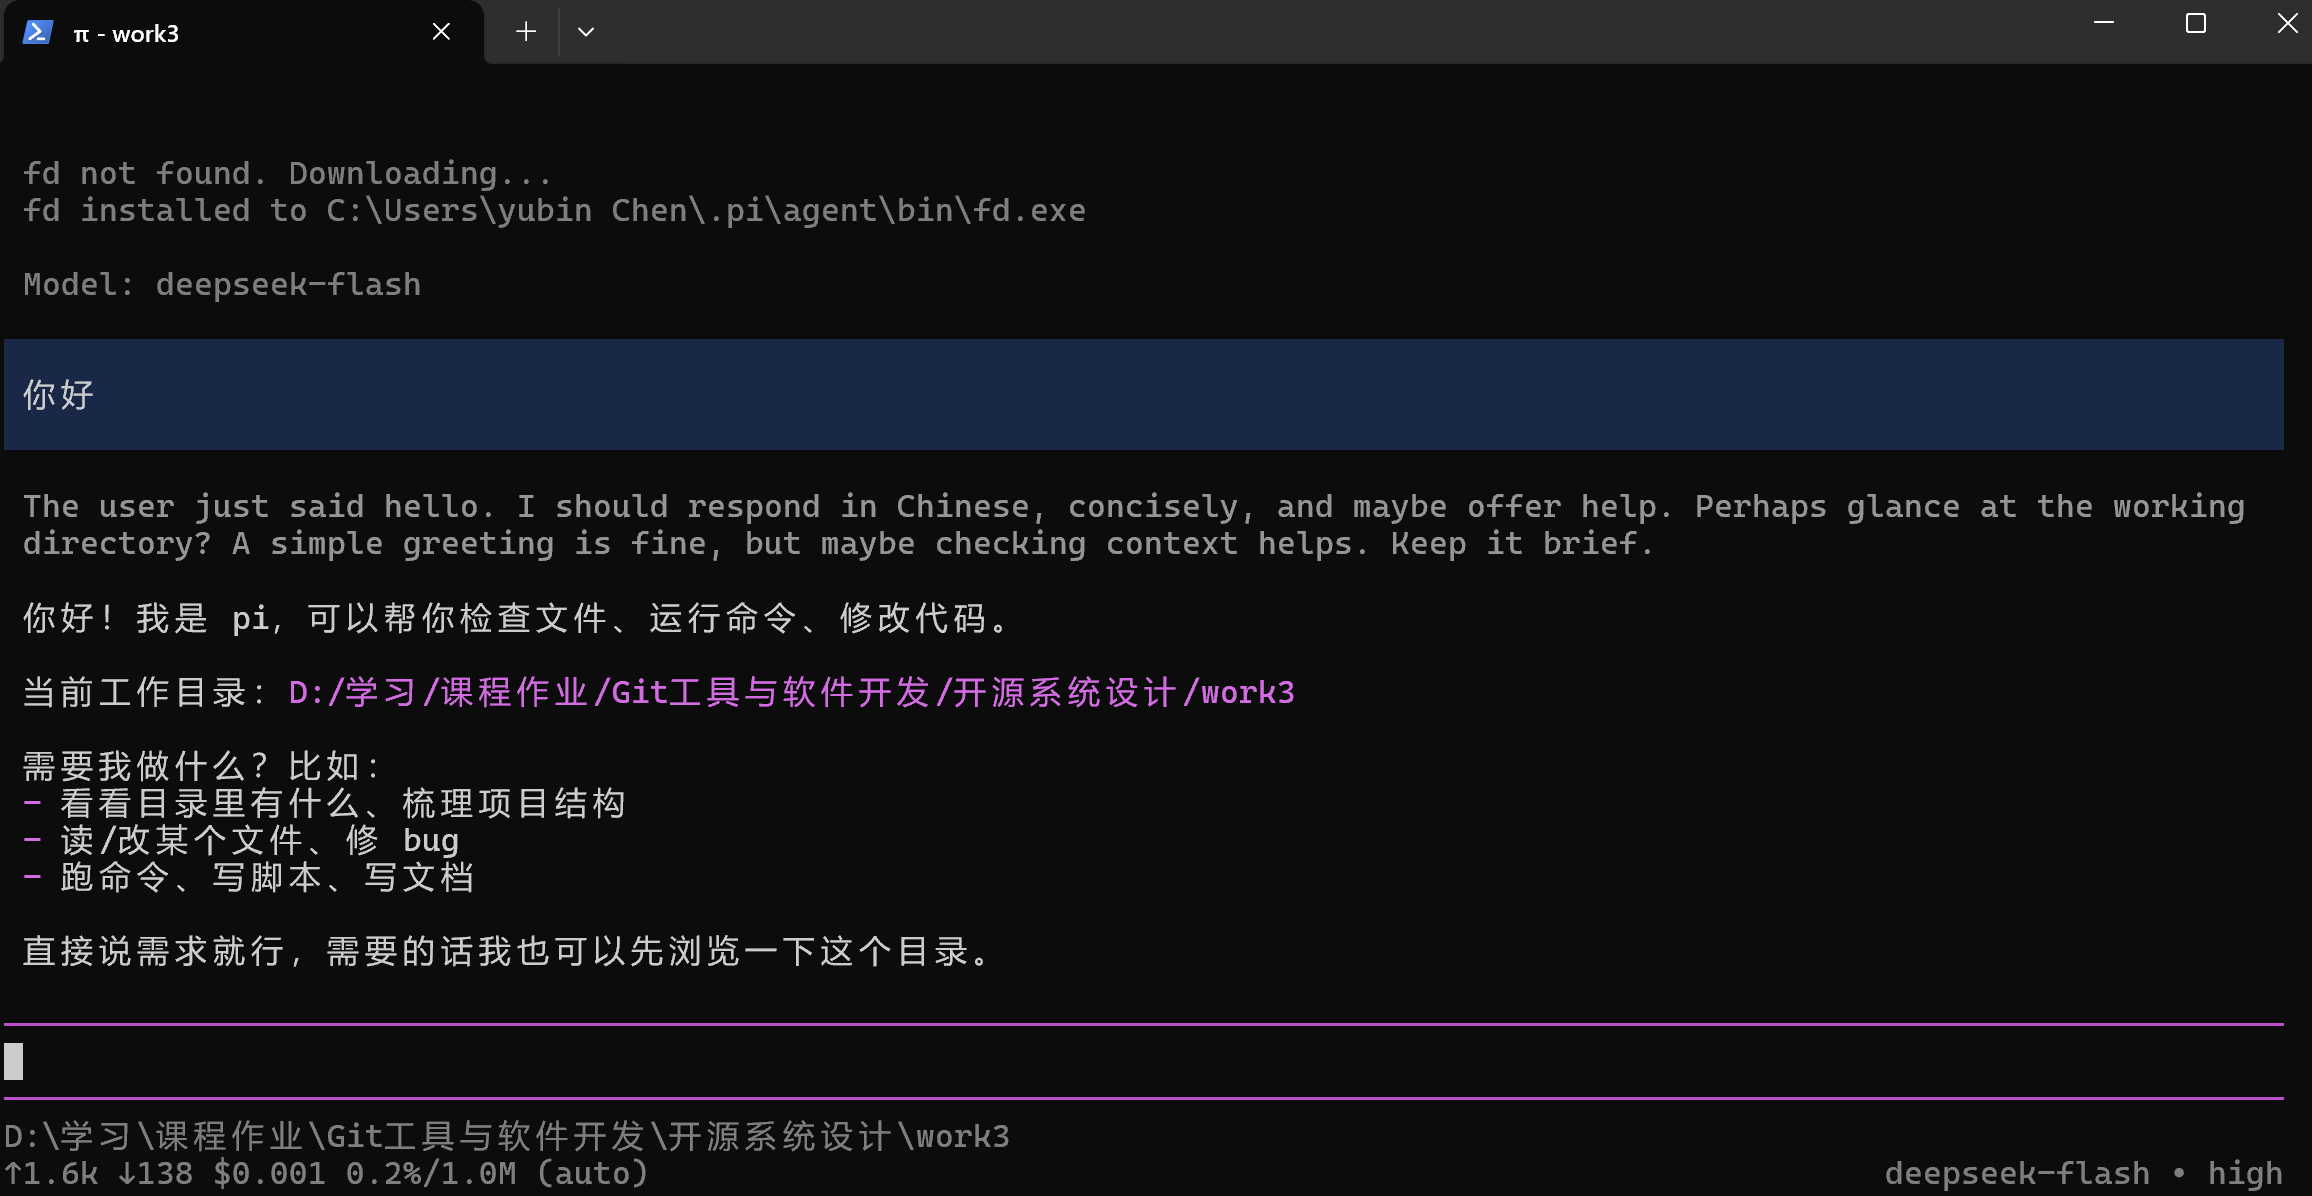 π - work3
fd not found. Downloading...
fd installed to C:\Users\yubin Chen\.pi\agent\bin\fd.exe
Model: deepseek-flash
你好
The user just said hello. I should respond in Chinese, concisely, and maybe offer help. Perhaps glance at the working
directory? A simple greeting is fine, but maybe checking context helps. Keep it brief.
你好！我是 pi，可以帮你检查文件、运行命令、修改代码。
当前工作目录：D:/学习/课程作业/Git工具与软件开发/开源系统设计/work3
需要我做什么？比如：
- 看看目录里有什么、梳理项目结构
- 读/改某个文件、修 bug
- 跑命令、写脚本、写文档
直接说需求就行，需要的话我也可以先浏览一下这个目录。
D:\学习\课程作业\Git工具与软件开发\开源系统设计\work3
↑1.6k ↓138 $0.001 0.2%/1.0M (auto) deepseek-flash • high